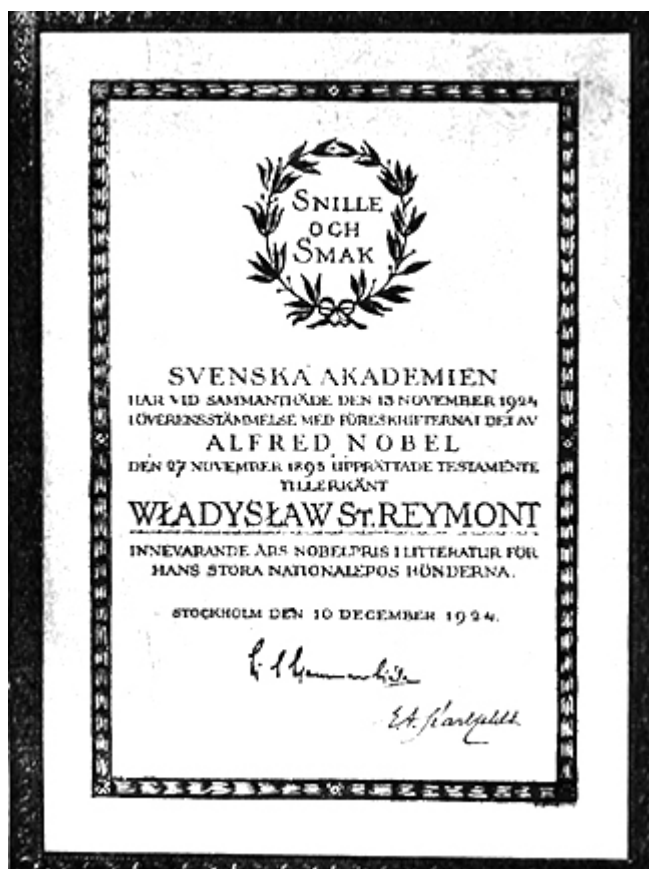 SNILLE
OCH
SMAK
SVENSKA AKADEMIEN
HAR VID SAMMANTRÄDE DEN 13 NOVEMBER 1924
I ÖVERENSSTÄMMELSE MED FÖRESKRIFTERNA I DET AV
ALFRED NOBEL
DEN 27 NOVEMBER 1895 UPPRÄTTADE TESTAMENTE
TILLERKÄNT
WŁADYSŁAW ST. REYMONT
INNEVARANDE ÅRS NOBELPRIS I LITTERATUR FÖR
HANS STORA NATIONALEPOS BÖNDERNA.
STOCKHOLM DEN 10 DECEMBER 1924.
E. A. Karlfeldt